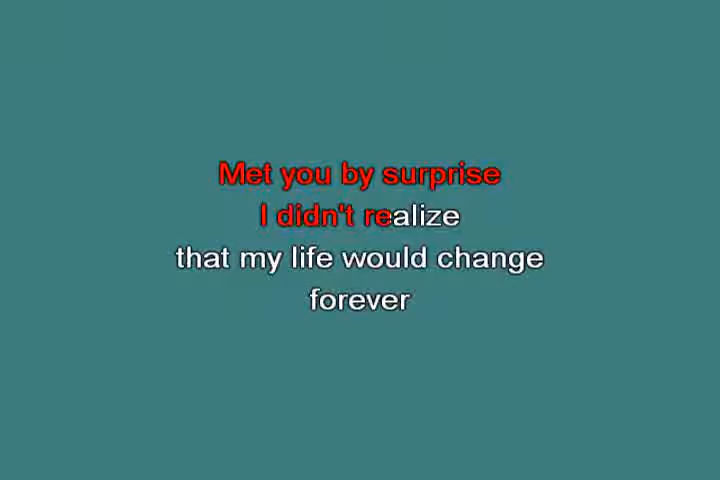 Met you by surprise
I didn't realize
that my life would change
forever